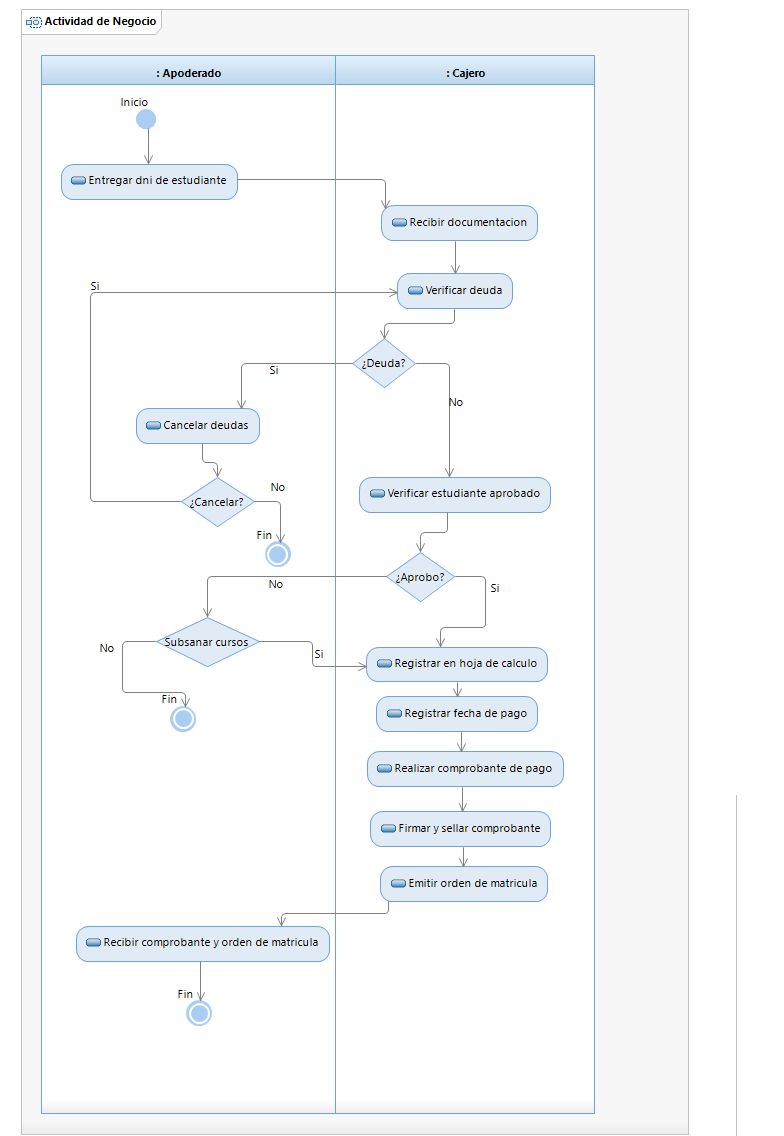 Actividad de Negocio
: Apoderado
: Cajero
Inicio
Entregar dni de estudiante
Recibir documentacion
Si
Verificar deuda
¿Deuda?
Si
No
Cancelar deudas
No
Verificar estudiante aprobado
¿Cancelar?
Fin
¿Aprobo?
No
Si
Subsanar cursos
No
Si
Registrar en hoja de calculo
Fin
Registrar fecha de pago
Realizar comprobante de pago
Firmar y sellar comprobante
Emitir orden de matricula
Recibir comprobante y orden de matricula
Fin